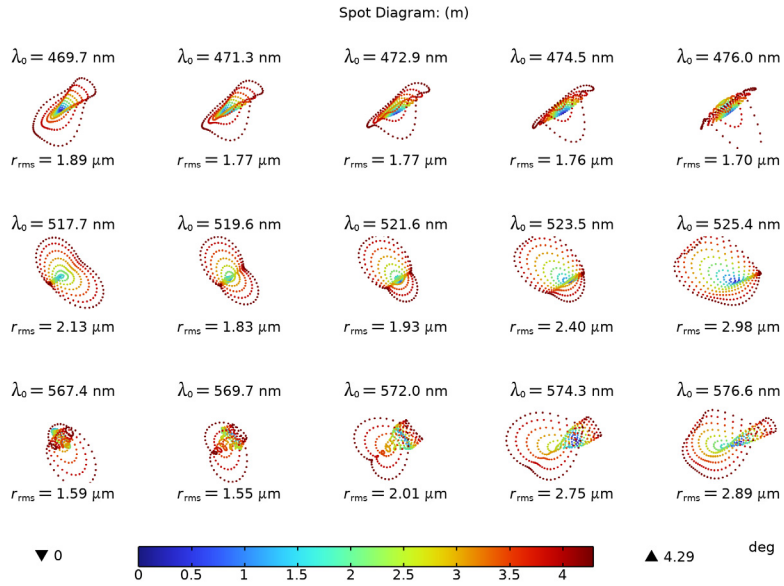 Spot Diagram: (m)
λ₀ = 469.7 nm λ₀ = 471.3 nm λ₀ = 472.9 nm λ₀ = 474.5 nm λ₀ = 476.0 nm
r_rms = 1.89 μm r_rms = 1.77 μm r_rms = 1.77 μm r_rms = 1.76 μm r_rms = 1.70 μm
λ₀ = 517.7 nm λ₀ = 519.6 nm λ₀ = 521.6 nm λ₀ = 523.5 nm λ₀ = 525.4 nm
r_rms = 2.13 μm r_rms = 1.83 μm r_rms = 1.93 μm r_rms = 2.40 μm r_rms = 2.98 μm
λ₀ = 567.4 nm λ₀ = 569.7 nm λ₀ = 572.0 nm λ₀ = 574.3 nm λ₀ = 576.6 nm
r_rms = 1.59 μm r_rms = 1.55 μm r_rms = 2.01 μm r_rms = 2.75 μm r_rms = 2.89 μm
▼ 0 ▲ 4.29 deg
0 0.5 1 1.5 2 2.5 3 3.5 4